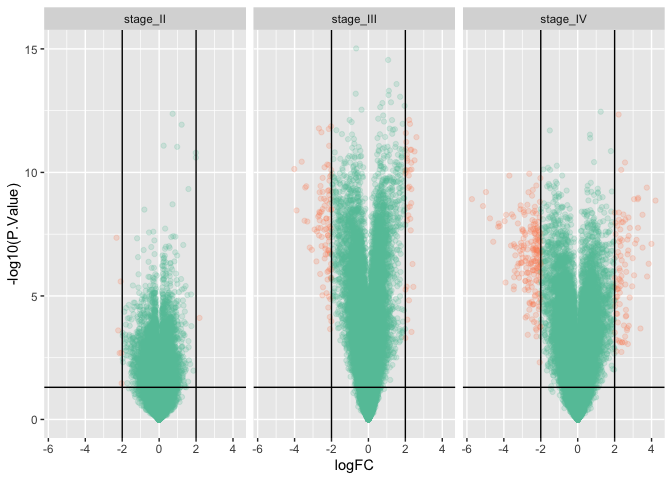 stage_II stage_III stage_IV
-log10(P.Value)
15
10
5
0
-6 -4 -2 0 2 4 -6 -4 -2 0 2 4 -6 -4 -2 0 2 4
logFC